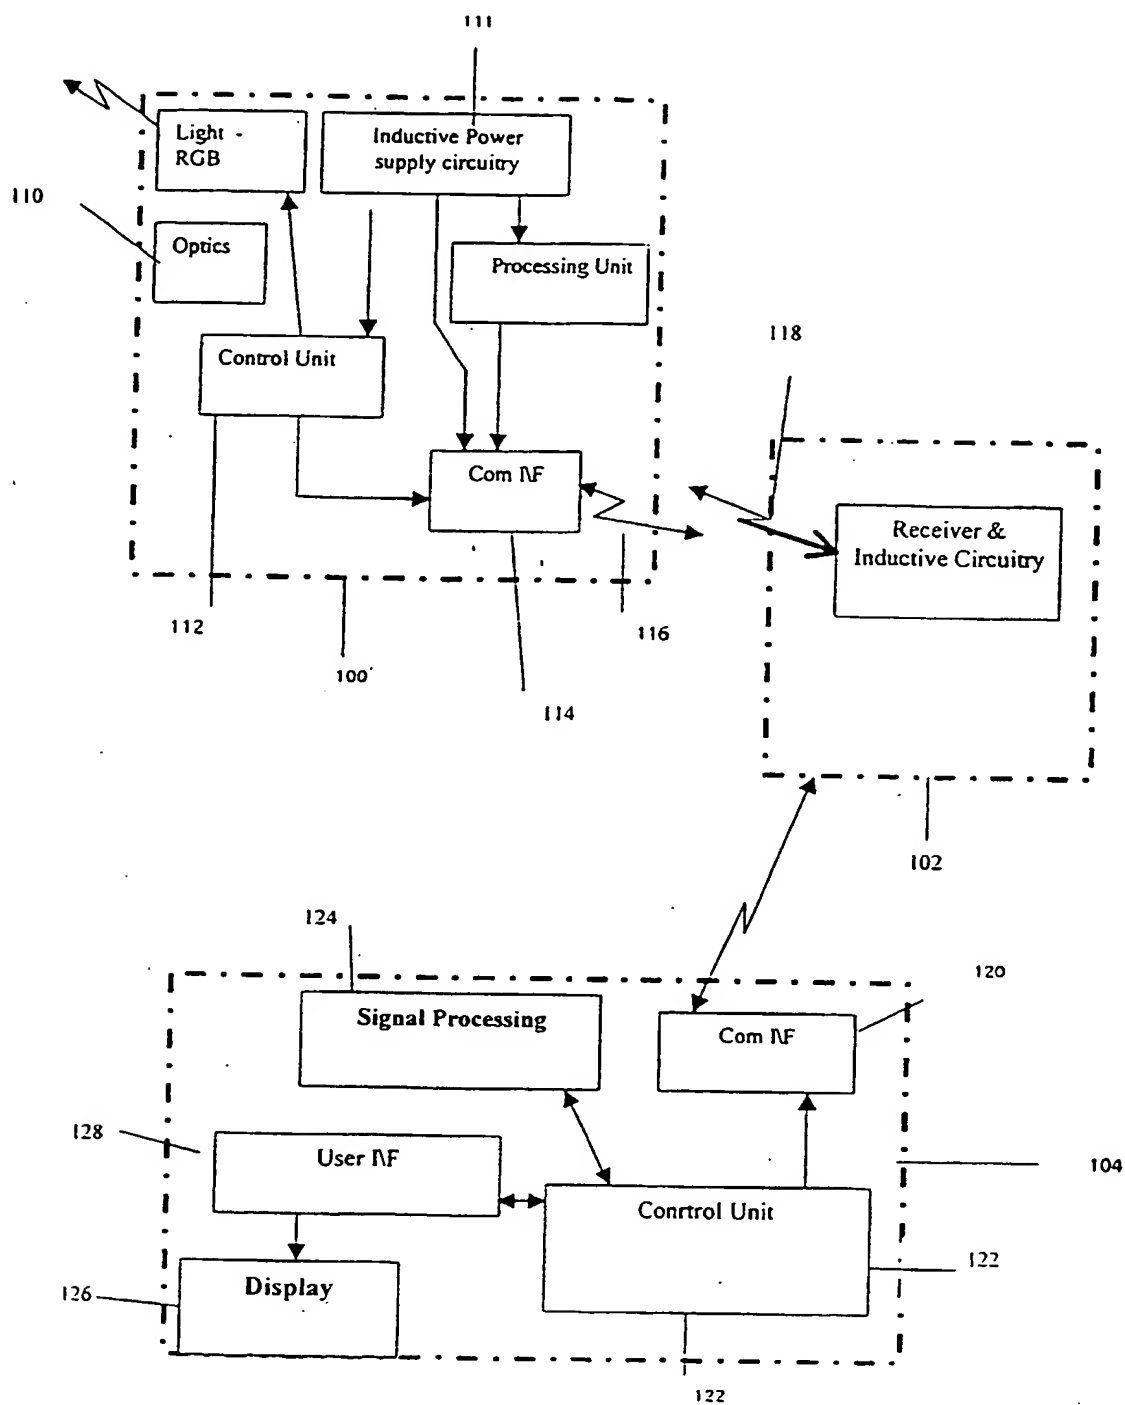 111
Light -
RGB
Inductive Power
supply circuitry
110
Optics
Processing Unit
118
Control Unit
Com I\F
Receiver &
Inductive Circuitry
112
116
100
114
102
124
120
Signal Processing
Com I\F
128
User I\F
104
Conrtrol Unit
122
Display
126
122